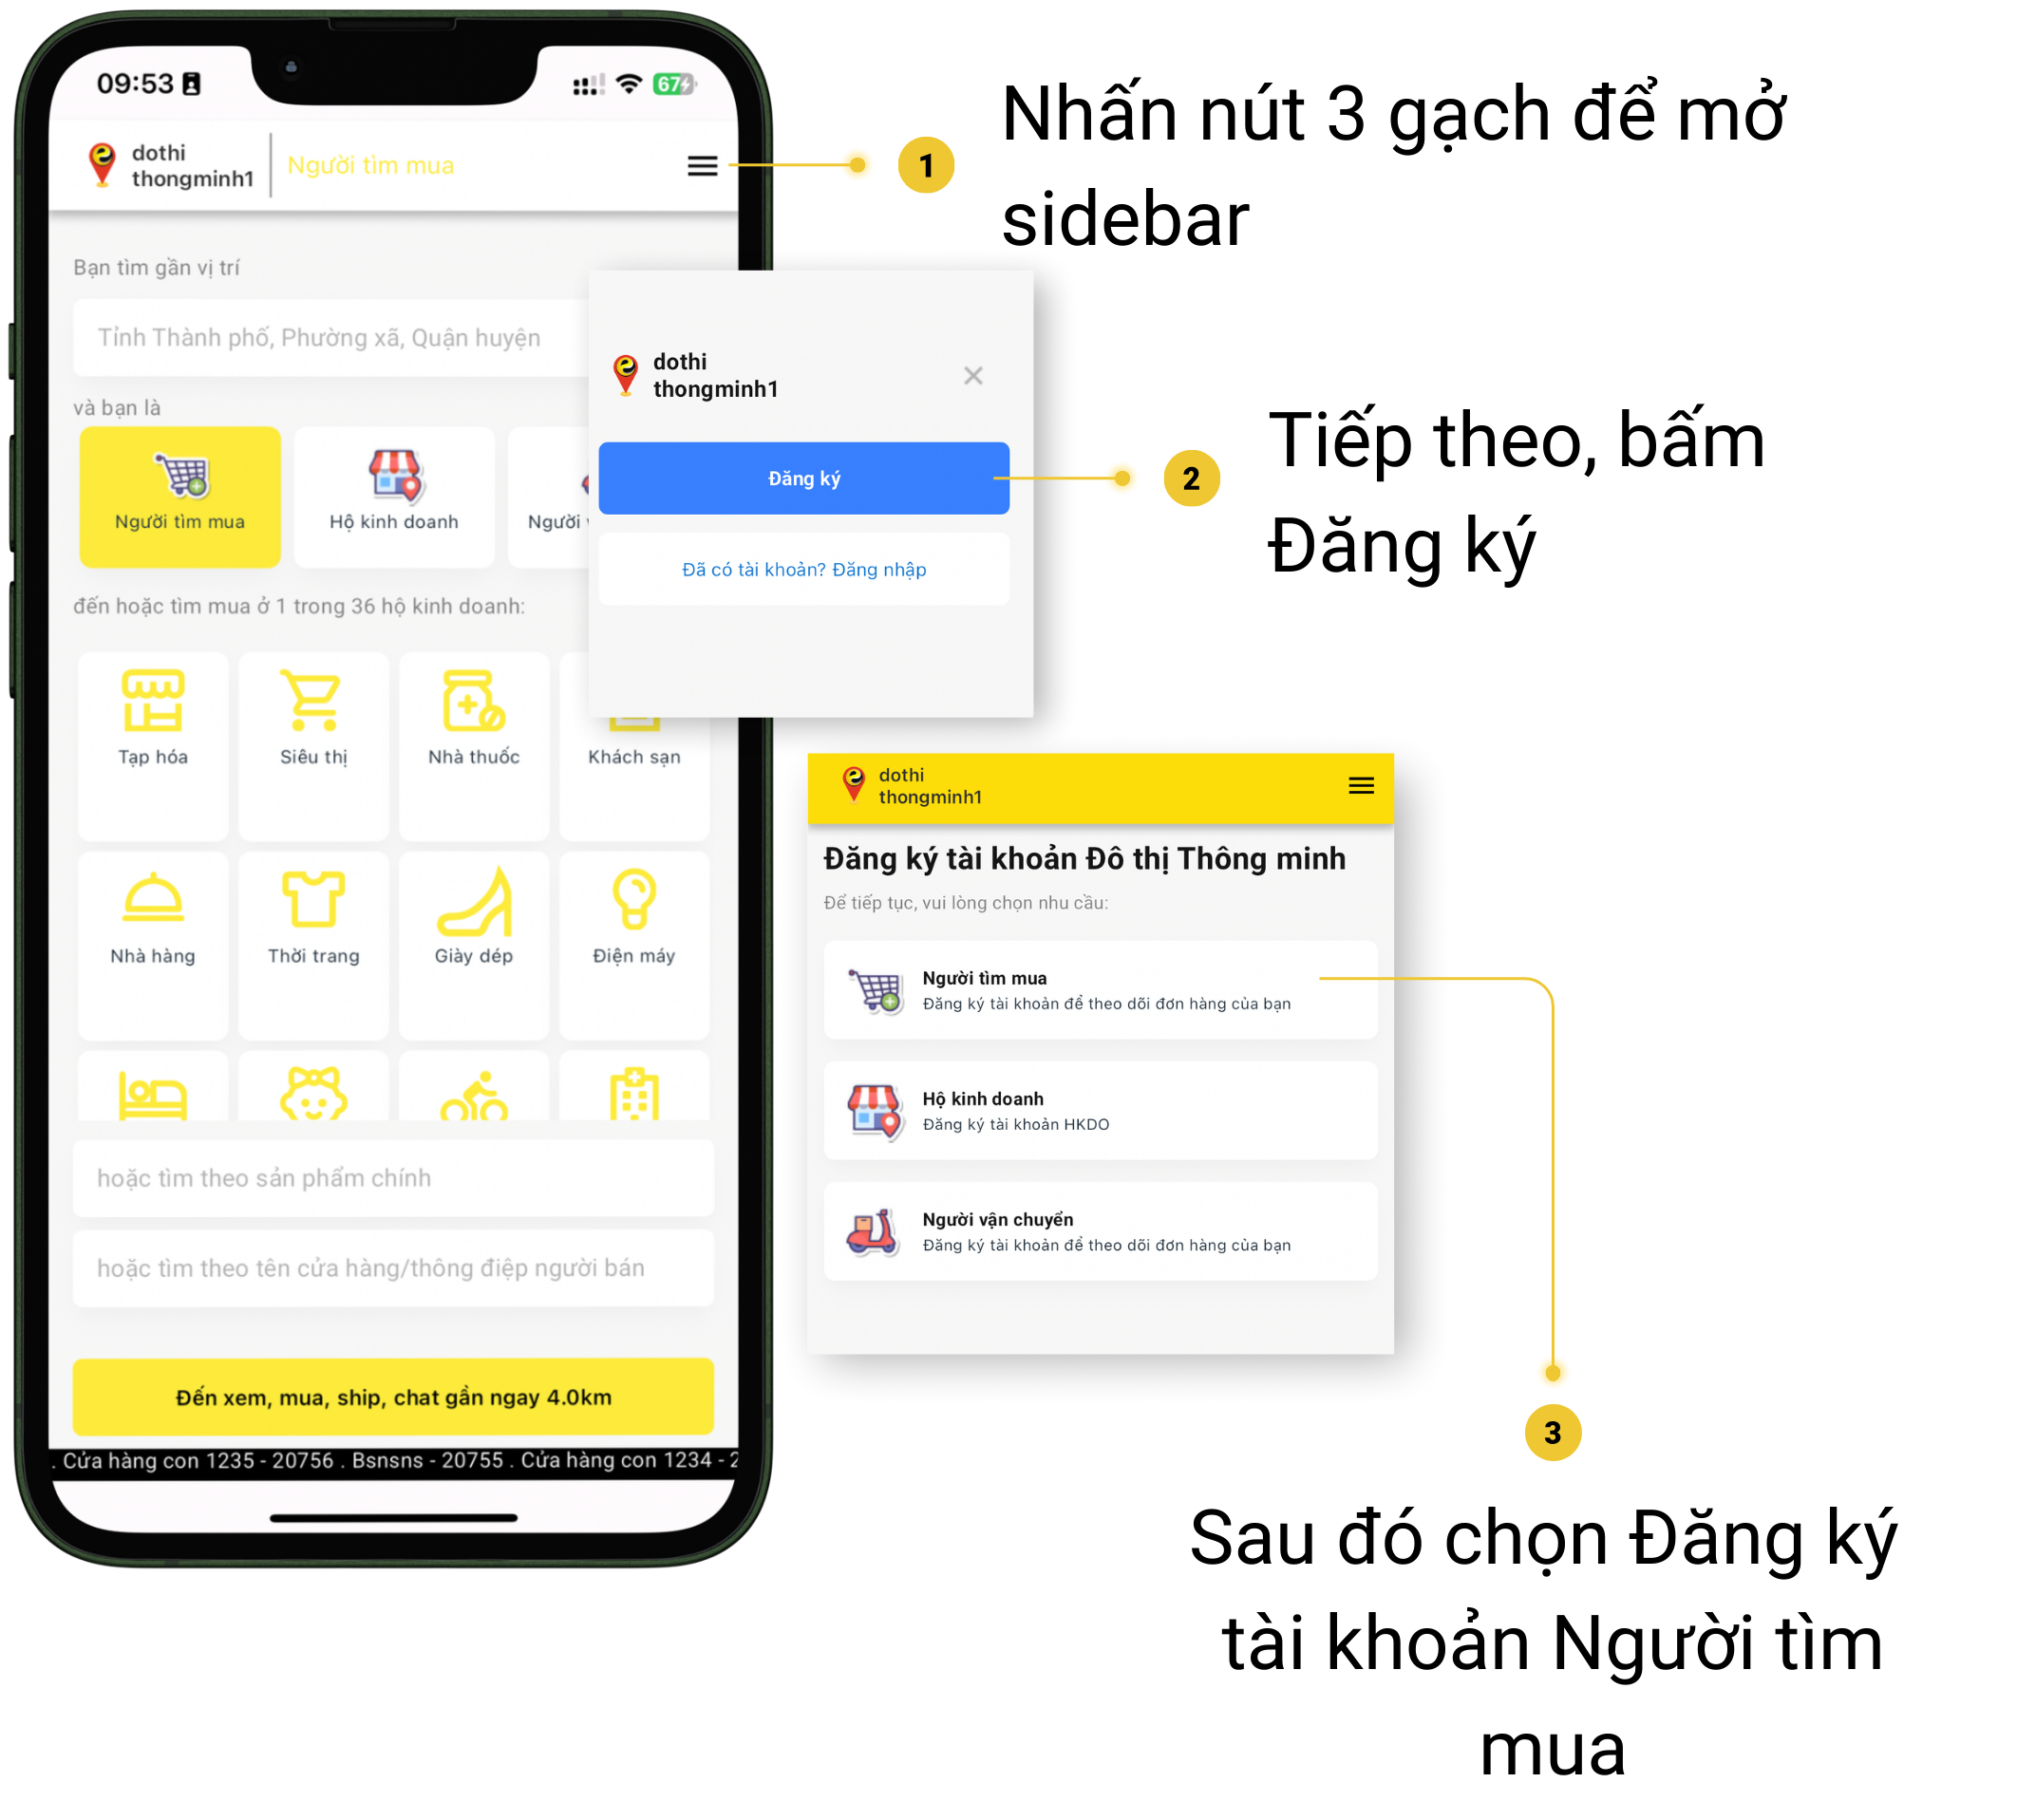 09:53
67
dothi
thongminh1
Người tìm mua
Bạn tìm gần vị trí
Tỉnh Thành phố, Phường xã, Quận huyện
và bạn là
Người tìm mua
Hộ kinh doanh
Người
đến hoặc tìm mua ở 1 trong 36 hộ kinh doanh:
Tạp hóa
Siêu thị
Nhà thuốc
Khách sạn
Nhà hàng
Thời trang
Giày dép
Điện máy
hoặc tìm theo sản phẩm chính
hoặc tìm theo tên cửa hàng/thông điệp người bán
Đến xem, mua, ship, chat gần ngay 4.0km
. Cửa hàng con 1235 - 20756 . Bsnsns - 20755 . Cửa hàng con 1234 - 2
1
Nhấn nút 3 gạch để mở
sidebar
dothi
thongminh1
Đăng ký
Đã có tài khoản? Đăng nhập
2
Tiếp theo, bấm
Đăng ký
dothi
thongminh1
Đăng ký tài khoản Đô thị Thông minh
Để tiếp tục, vui lòng chọn nhu cầu:
Người tìm mua
Đăng ký tài khoản để theo dõi đơn hàng của bạn
Hộ kinh doanh
Đăng ký tài khoản HKDO
Người vận chuyển
Đăng ký tài khoản để theo dõi đơn hàng của bạn
3
Sau đó chọn Đăng ký
tài khoản Người tìm
mua